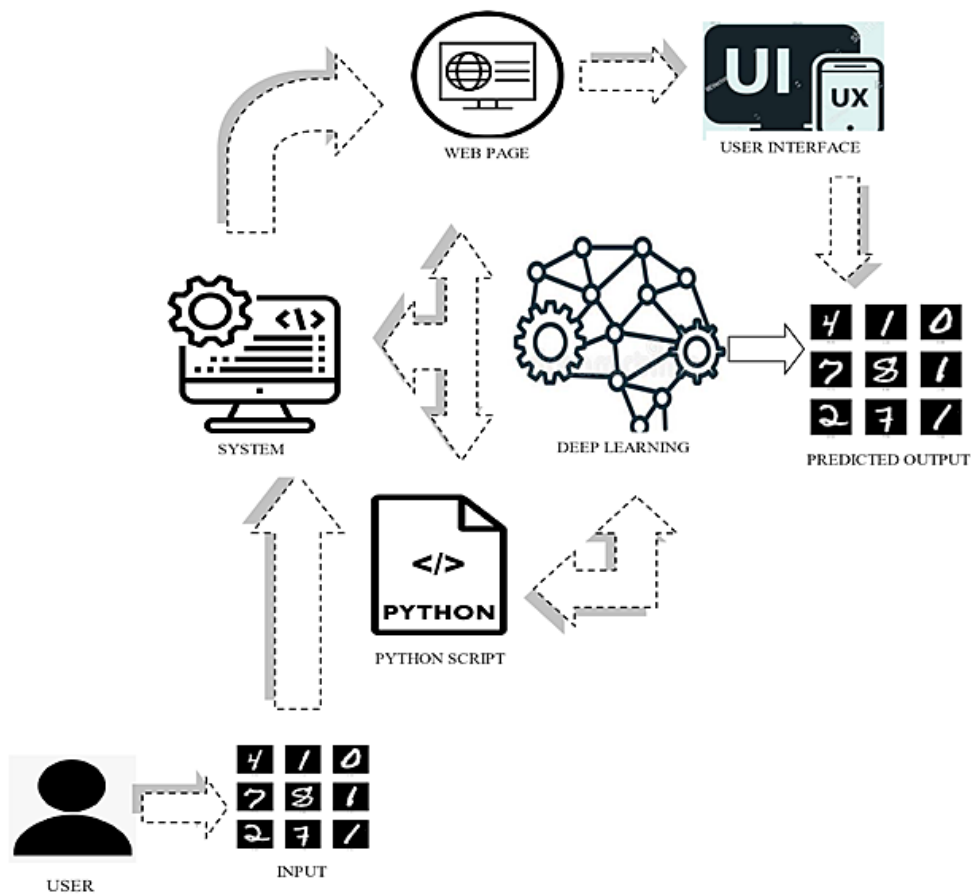 UI
UX
WEB PAGE
USER INTERFACE
</>
SYSTEM
DEEP LEARNING
4 1 0
7 8 1
2 7 1
PREDICTED OUTPUT
</>
PYTHON
PYTHON SCRIPT
4 1 0
7 8 1
2 7 1
USER
INPUT